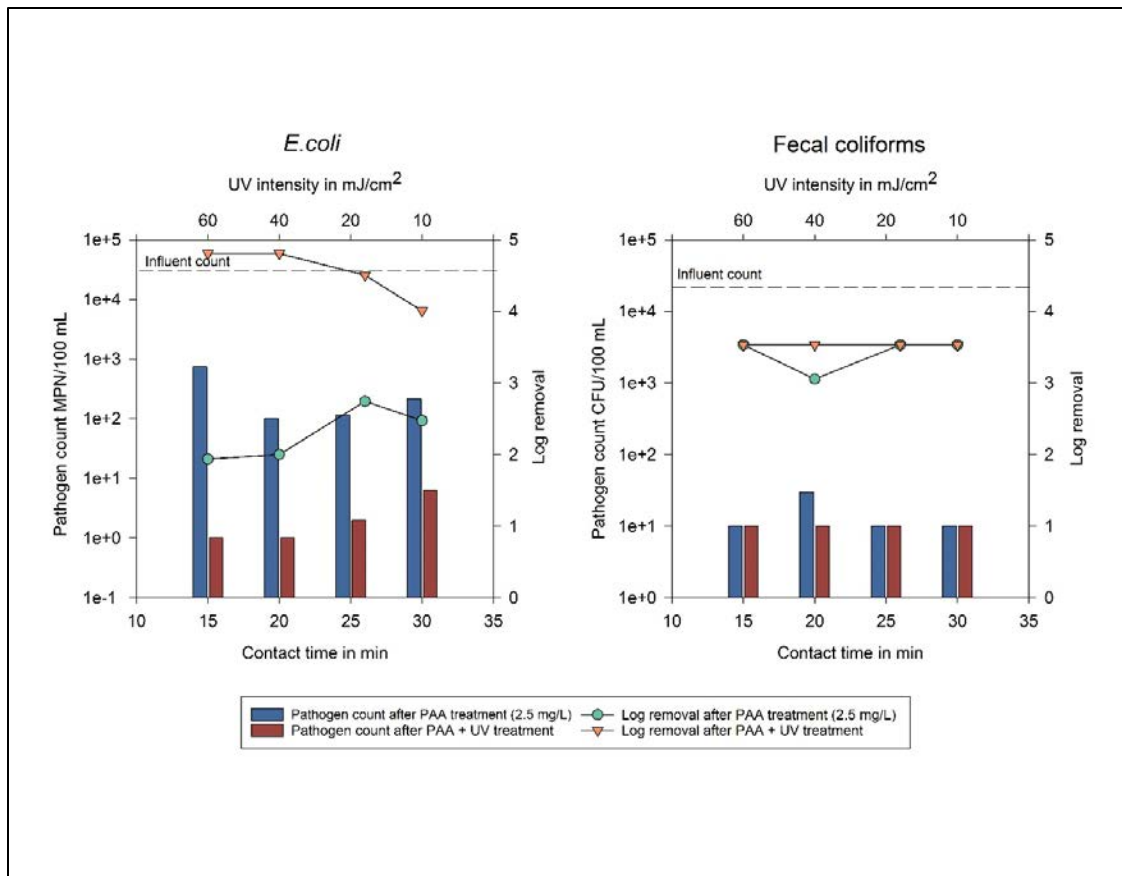 E.coli
UV intensity in mJ/cm2
60 40 20 10
1e+5
1e+4
1e+3
1e+2
1e+1
1e+0
1e-1
Pathogen count MPN/100 mL
Influent count
5
4
3
2
1
0
Log removal
10 15 20 25 30 35
Contact time in min
Fecal coliforms
UV intensity in mJ/cm2
60 40 20 10
1e+5
1e+4
1e+3
1e+2
1e+1
1e+0
Pathogen count CFU/100 mL
Influent count
5
4
3
2
1
0
Log removal
10 15 20 25 30 35
Contact time in min
Pathogen count after PAA treatment (2.5 mg/L)
Pathogen count after PAA + UV treatment
Log removal after PAA treatment (2.5 mg/L)
Log removal after PAA + UV treatment